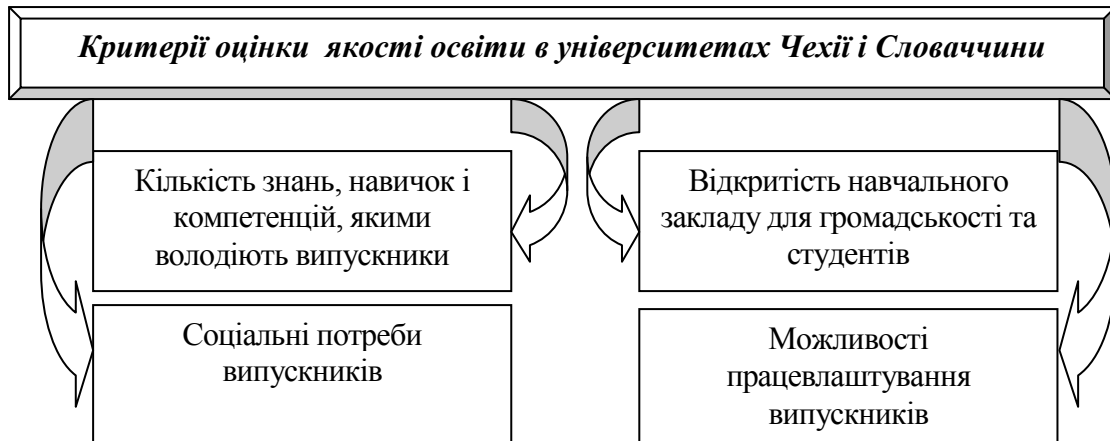 Критерії оцінки якості освіти в університетах Чехії і Словаччини
Кількість знань, навичок і
компетенцій, якими
володіють випускники
Відкритість навчального
закладу для громадськості та
студентів
Соціальні потреби
випускників
Можливості
працевлаштування
випускників